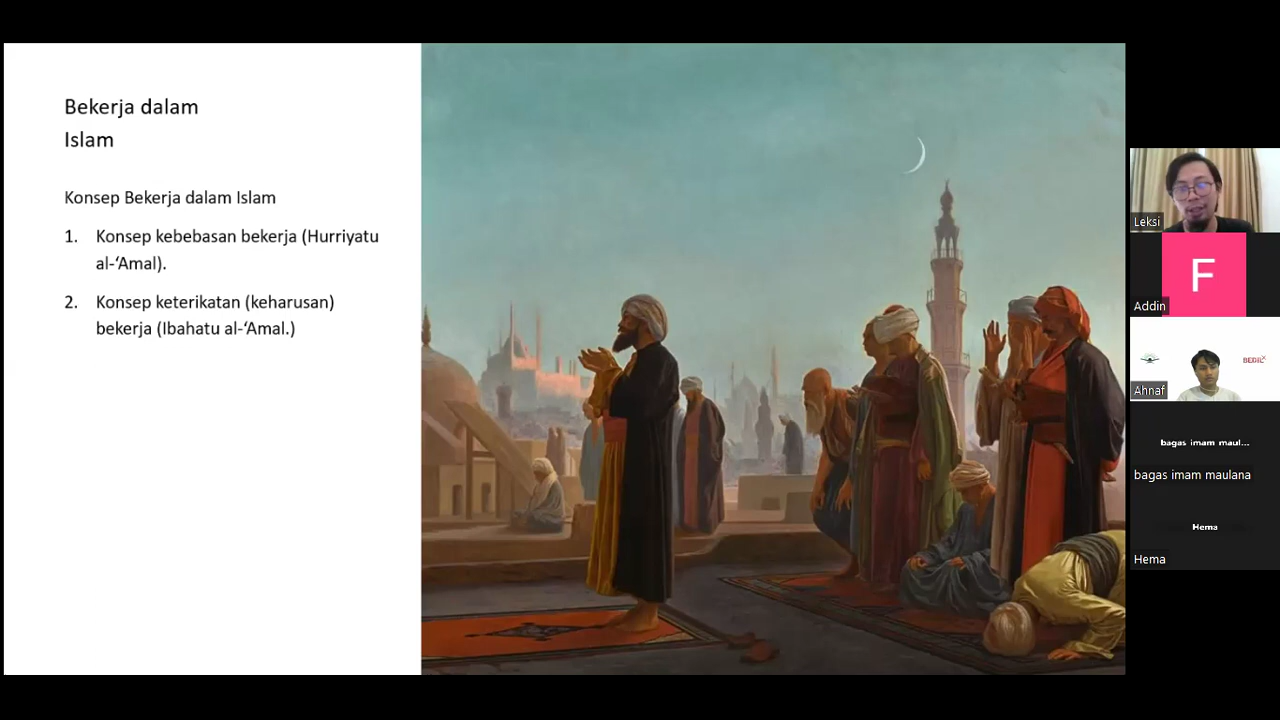 Bekerja dalam
Islam
Konsep Bekerja dalam Islam
1. Konsep kebebasan bekerja (Hurriyatu
al-‘Amal).
2. Konsep keterikatan (keharusan)
bekerja (Ibahatu al-‘Amal.)
Leksi
F
Addin
BEDIL
Ahnaf
bagas imam maul...
bagas imam maulana
Hema
Hema